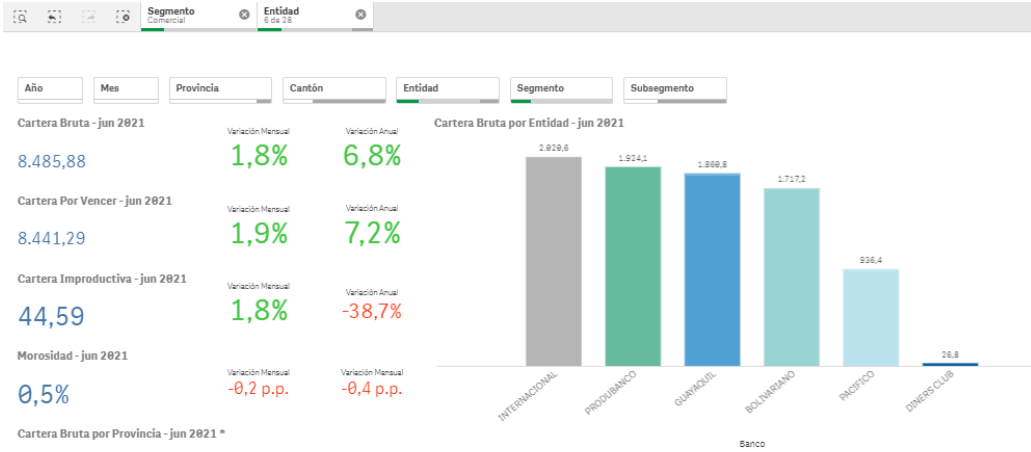 Segmento
Comercial
Entidad
6 de 28
Año
Mes
Provincia
Cantón
Entidad
Segmento
Subsegmento
Cartera Bruta - jun 2021
Variación Mensual
Variación Anual
8.485,88
1,8%
6,8%
Cartera Por Vencer - jun 2021
Variación Mensual
Variación Anual
8.441,29
1,9%
7,2%
Cartera Improductiva - jun 2021
Variación Mensual
Variación Anual
44,59
1,8%
-38,7%
Morosidad - jun 2021
Variación Mensual
Variación Mensual
0,5%
-0,2 p.p.
-0,4 p.p.
Cartera Bruta por Provincia - jun 2021 *
Cartera Bruta por Entidad - jun 2021
2.020,6
1.924,1
1.860,8
1.717,2
936,4
26,8
INTERNACIONAL
PRODUBANCO
GUAYAQUIL
BOLIVARIANO
PACIFICO
DINERS CLUB
Banco